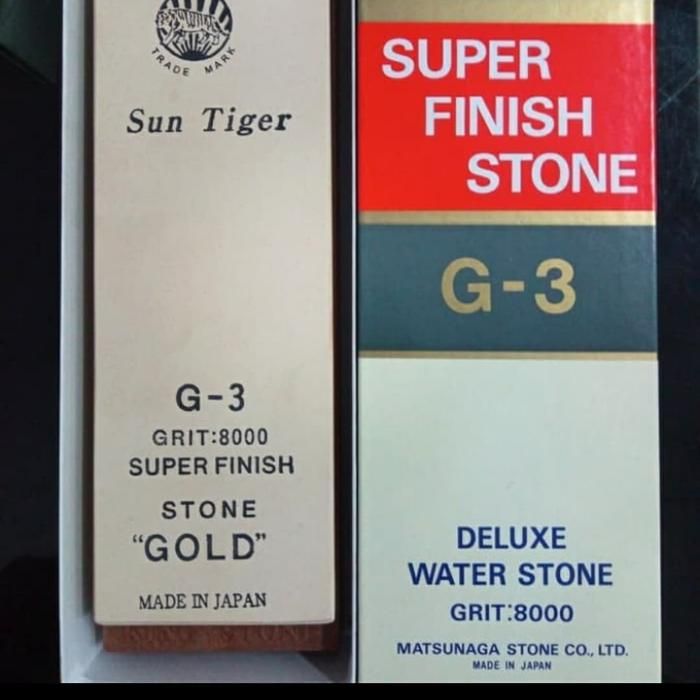 TRADE MARK
Sun Tiger
G-3
GRIT:8000
SUPER FINISH
STONE
"GOLD"
MADE IN JAPAN
SUPER
FINISH
STONE
G-3
DELUXE
WATER STONE
GRIT:8000
MATSUNAGA STONE CO., LTD.
MADE IN JAPAN